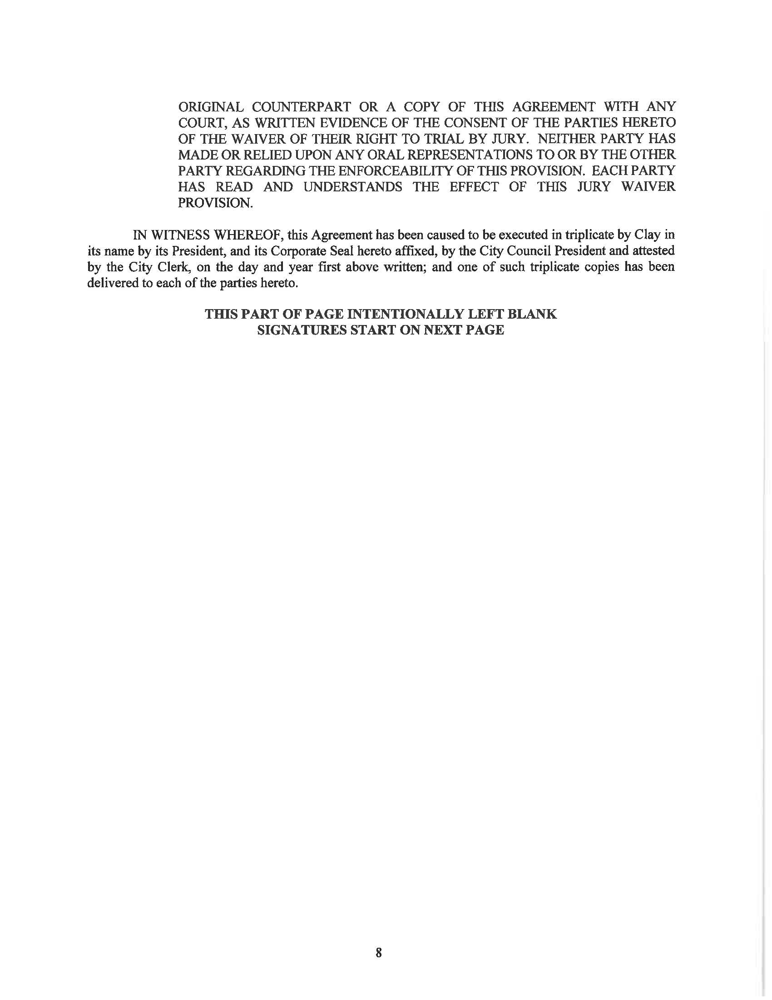 ORIGINAL COUNTERPART OR A COPY OF THIS AGREEMENT WITH ANY
COURT, AS WRITTEN EVIDENCE OF THE CONSENT OF THE PARTIES HERETO
OF THE WAIVER OF THEIR RIGHT TO TRIAL BY JURY. NEITHER PARTY HAS
MADE OR RELIED UPON ANY ORAL REPRESENTATIONS TO OR BY THE OTHER
PARTY REGARDING THE ENFORCEABILITY OF THIS PROVISION. EACH PARTY
HAS READ AND UNDERSTANDS THE EFFECT OF THIS JURY WAIVER
PROVISION.
IN WITNESS WHEREOF, this Agreement has been caused to be executed in triplicate by Clay in
its name by its President, and its Corporate Seal hereto affixed, by the City Council President and attested
by the City Clerk, on the day and year first above written; and one of such triplicate copies has been
delivered to each of the parties hereto.
THIS PART OF PAGE INTENTIONALLY LEFT BLANK
SIGNATURES START ON NEXT PAGE
8